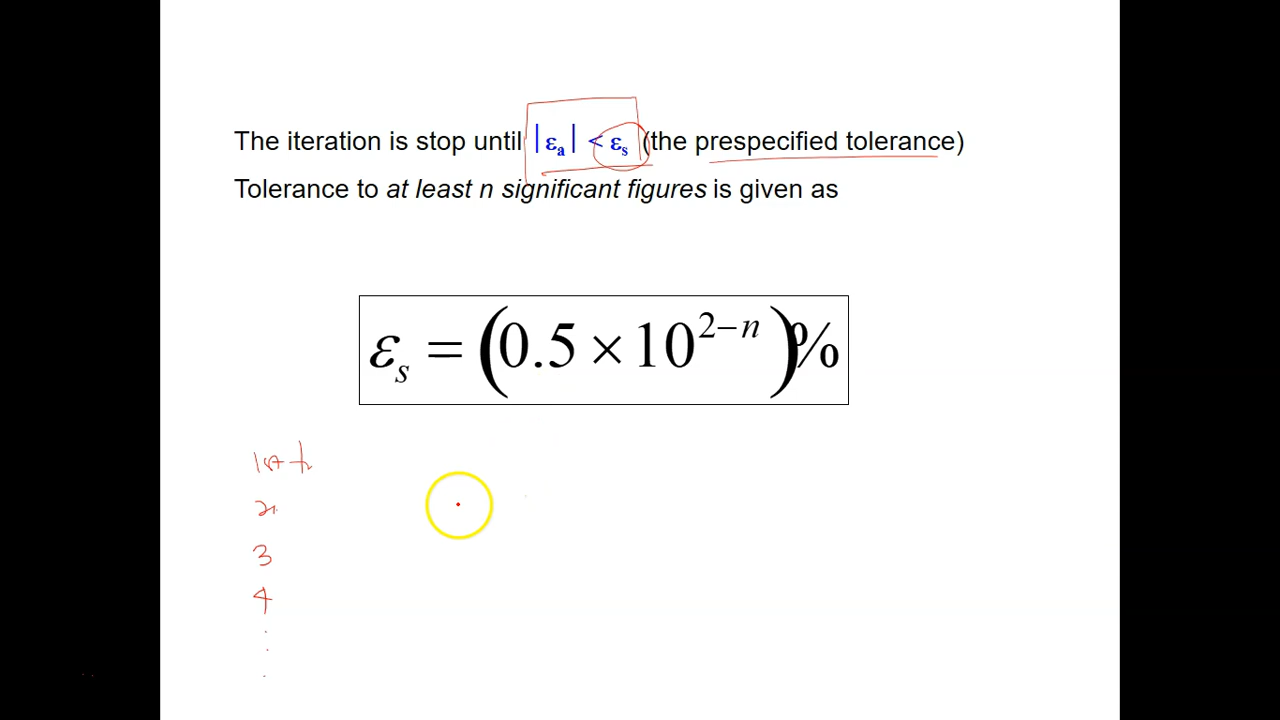 The iteration is stop until |εa| < εs (the prespecified tolerance)
Tolerance to at least n significant figures is given as
εs = (0.5 × 10^2−n)%
1st
2
3
4